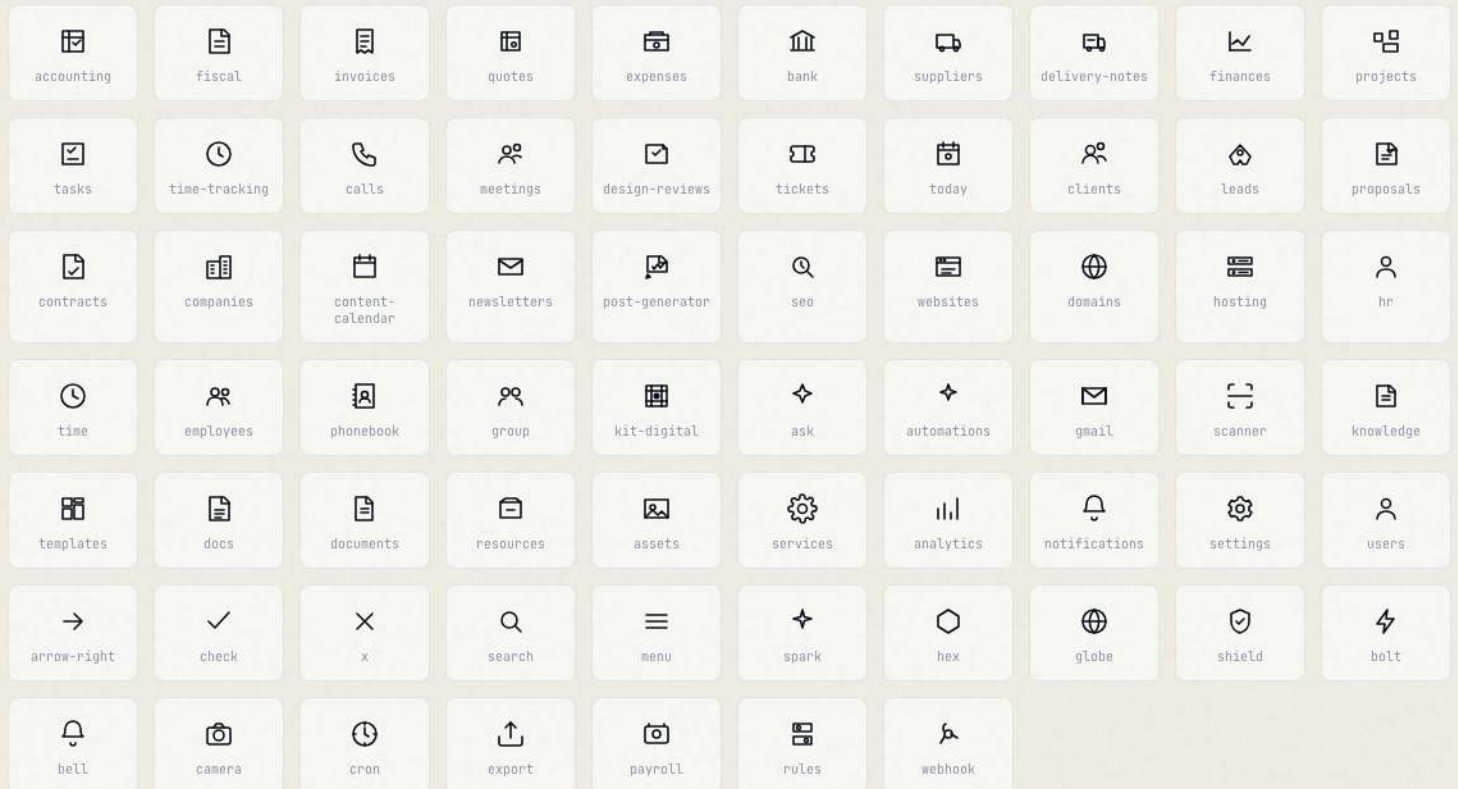 accounting
fiscal
invoices
quotes
expenses
bank
suppliers
delivery-notes
finances
projects
tasks
time-tracking
calls
meetings
design-reviews
tickets
today
clients
leads
proposals
contracts
companies
content-
calendar
newsletters
post-generator
seo
websites
domains
hosting
hr
time
employees
phonebook
group
kit-digital
ask
automations
gmail
scanner
knowledge
templates
docs
documents
resources
assets
services
analytics
notifications
settings
users
arrow-right
check
x
search
menu
spark
hex
globe
shield
bolt
bell
camera
cron
export
payroll
rules
webhook